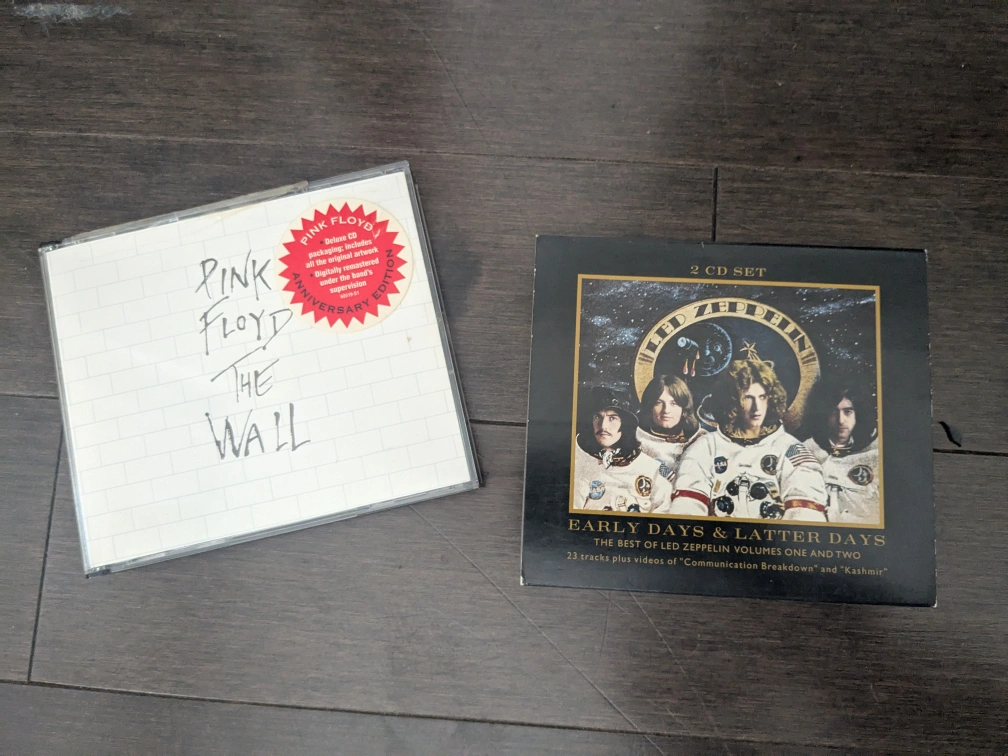 PINK
FLOYD
THE
WALL
PINK FLOYD
• Deluxe CD
packaging; includes
all the original artwork
• Digitally remastered
under the band's
supervision
ANNIVERSARY EDITION
2 CD SET
LED ZEPPELIN
EARLY DAYS & LATTER DAYS
THE BEST OF LED ZEPPELIN VOLUMES ONE AND TWO
23 tracks plus videos of "Communication Breakdown" and "Kashmir"